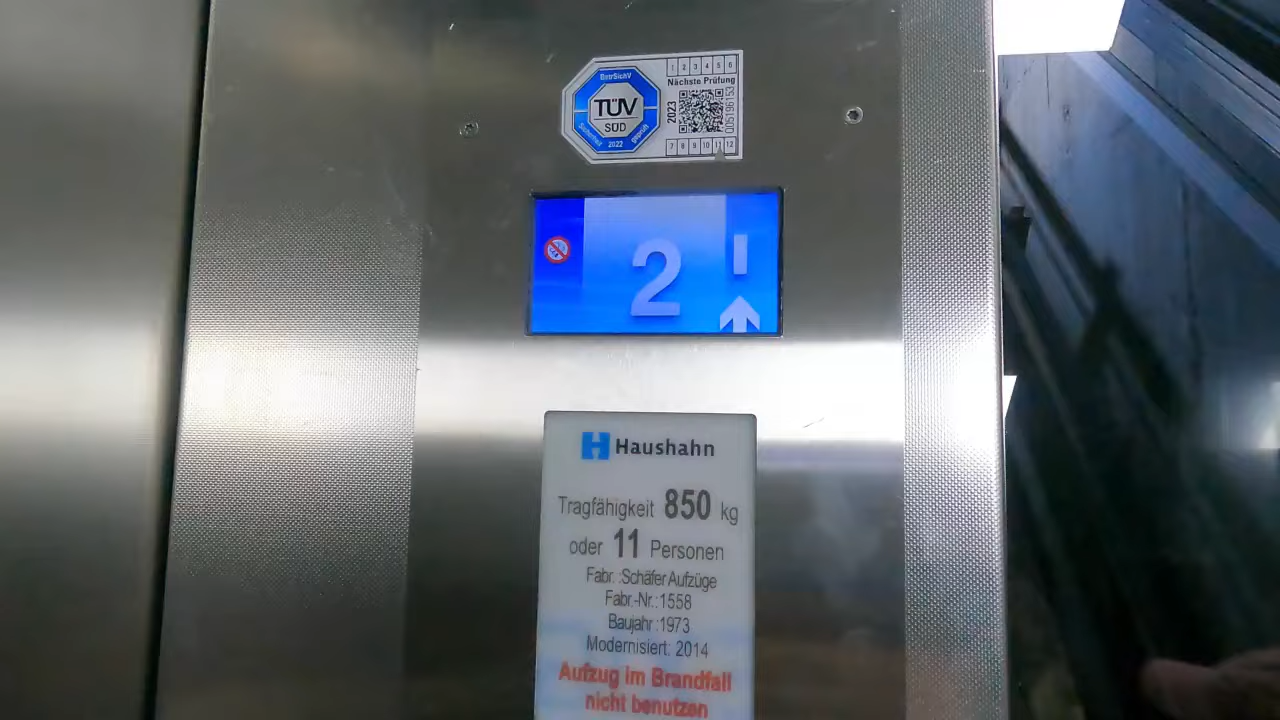 BetrSichV
TÜV
SÜD
Sicherheit geprüft
2022
1 2 3 4 5 6
Nächste Prüfung
2023
7 8 9 10 11 12
2
Haushahn
Tragfähigkeit 850 kg
oder 11 Personen
Fabr.:Schäfer Aufzüge
Fabr.-Nr.:1558
Baujahr:1973
Modernisiert: 2014
Aufzug im Brandfall
nicht benutzen